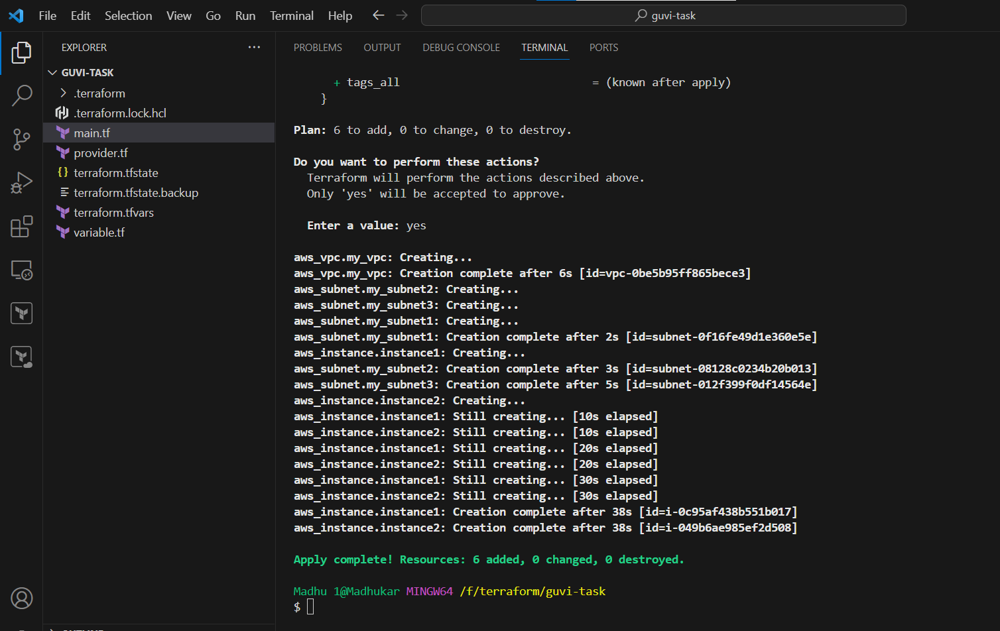 File Edit Selection View Go Run Terminal Help
guvi-task
EXPLORER
GUVI-TASK
.terraform
.terraform.lock.hcl
main.tf
provider.tf
terraform.tfstate
terraform.tfstate.backup
terraform.tfvars
variable.tf
PROBLEMS OUTPUT DEBUG CONSOLE TERMINAL PORTS
+ tags_all = (known after apply)
}
Plan: 6 to add, 0 to change, 0 to destroy.
Do you want to perform these actions?
Terraform will perform the actions described above.
Only 'yes' will be accepted to approve.
Enter a value: yes
aws_vpc.my_vpc: Creating...
aws_vpc.my_vpc: Creation complete after 6s [id=vpc-0be5b95ff865bece3]
aws_subnet.my_subnet2: Creating...
aws_subnet.my_subnet3: Creating...
aws_subnet.my_subnet1: Creating...
aws_subnet.my_subnet1: Creation complete after 2s [id=subnet-0f16fe49d1e360e5e]
aws_instance.instance1: Creating...
aws_subnet.my_subnet2: Creation complete after 3s [id=subnet-08128c0234b20b013]
aws_subnet.my_subnet3: Creation complete after 5s [id=subnet-012f399f0df14564e]
aws_instance.instance2: Creating...
aws_instance.instance1: Still creating... [10s elapsed]
aws_instance.instance2: Still creating... [10s elapsed]
aws_instance.instance1: Still creating... [20s elapsed]
aws_instance.instance2: Still creating... [20s elapsed]
aws_instance.instance1: Still creating... [30s elapsed]
aws_instance.instance2: Still creating... [30s elapsed]
aws_instance.instance1: Creation complete after 38s [id=i-0c95af438b551b017]
aws_instance.instance2: Creation complete after 38s [id=i-049b6ae985ef2d508]
Apply complete! Resources: 6 added, 0 changed, 0 destroyed.
Madhu 1@Madhukar MINGW64 /f/terraform/guvi-task
$